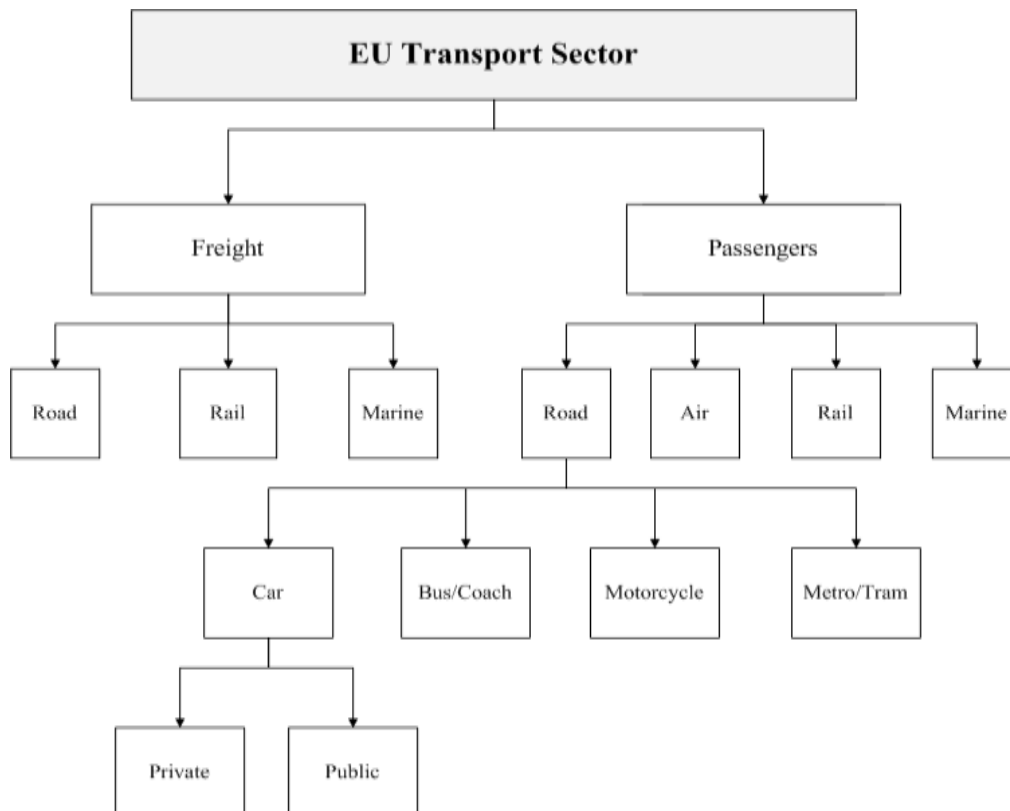 EU Transport Sector
Freight
Passengers
Road
Rail
Marine
Road
Air
Rail
Marine
Car
Bus/Coach
Motorcycle
Metro/Tram
Private
Public